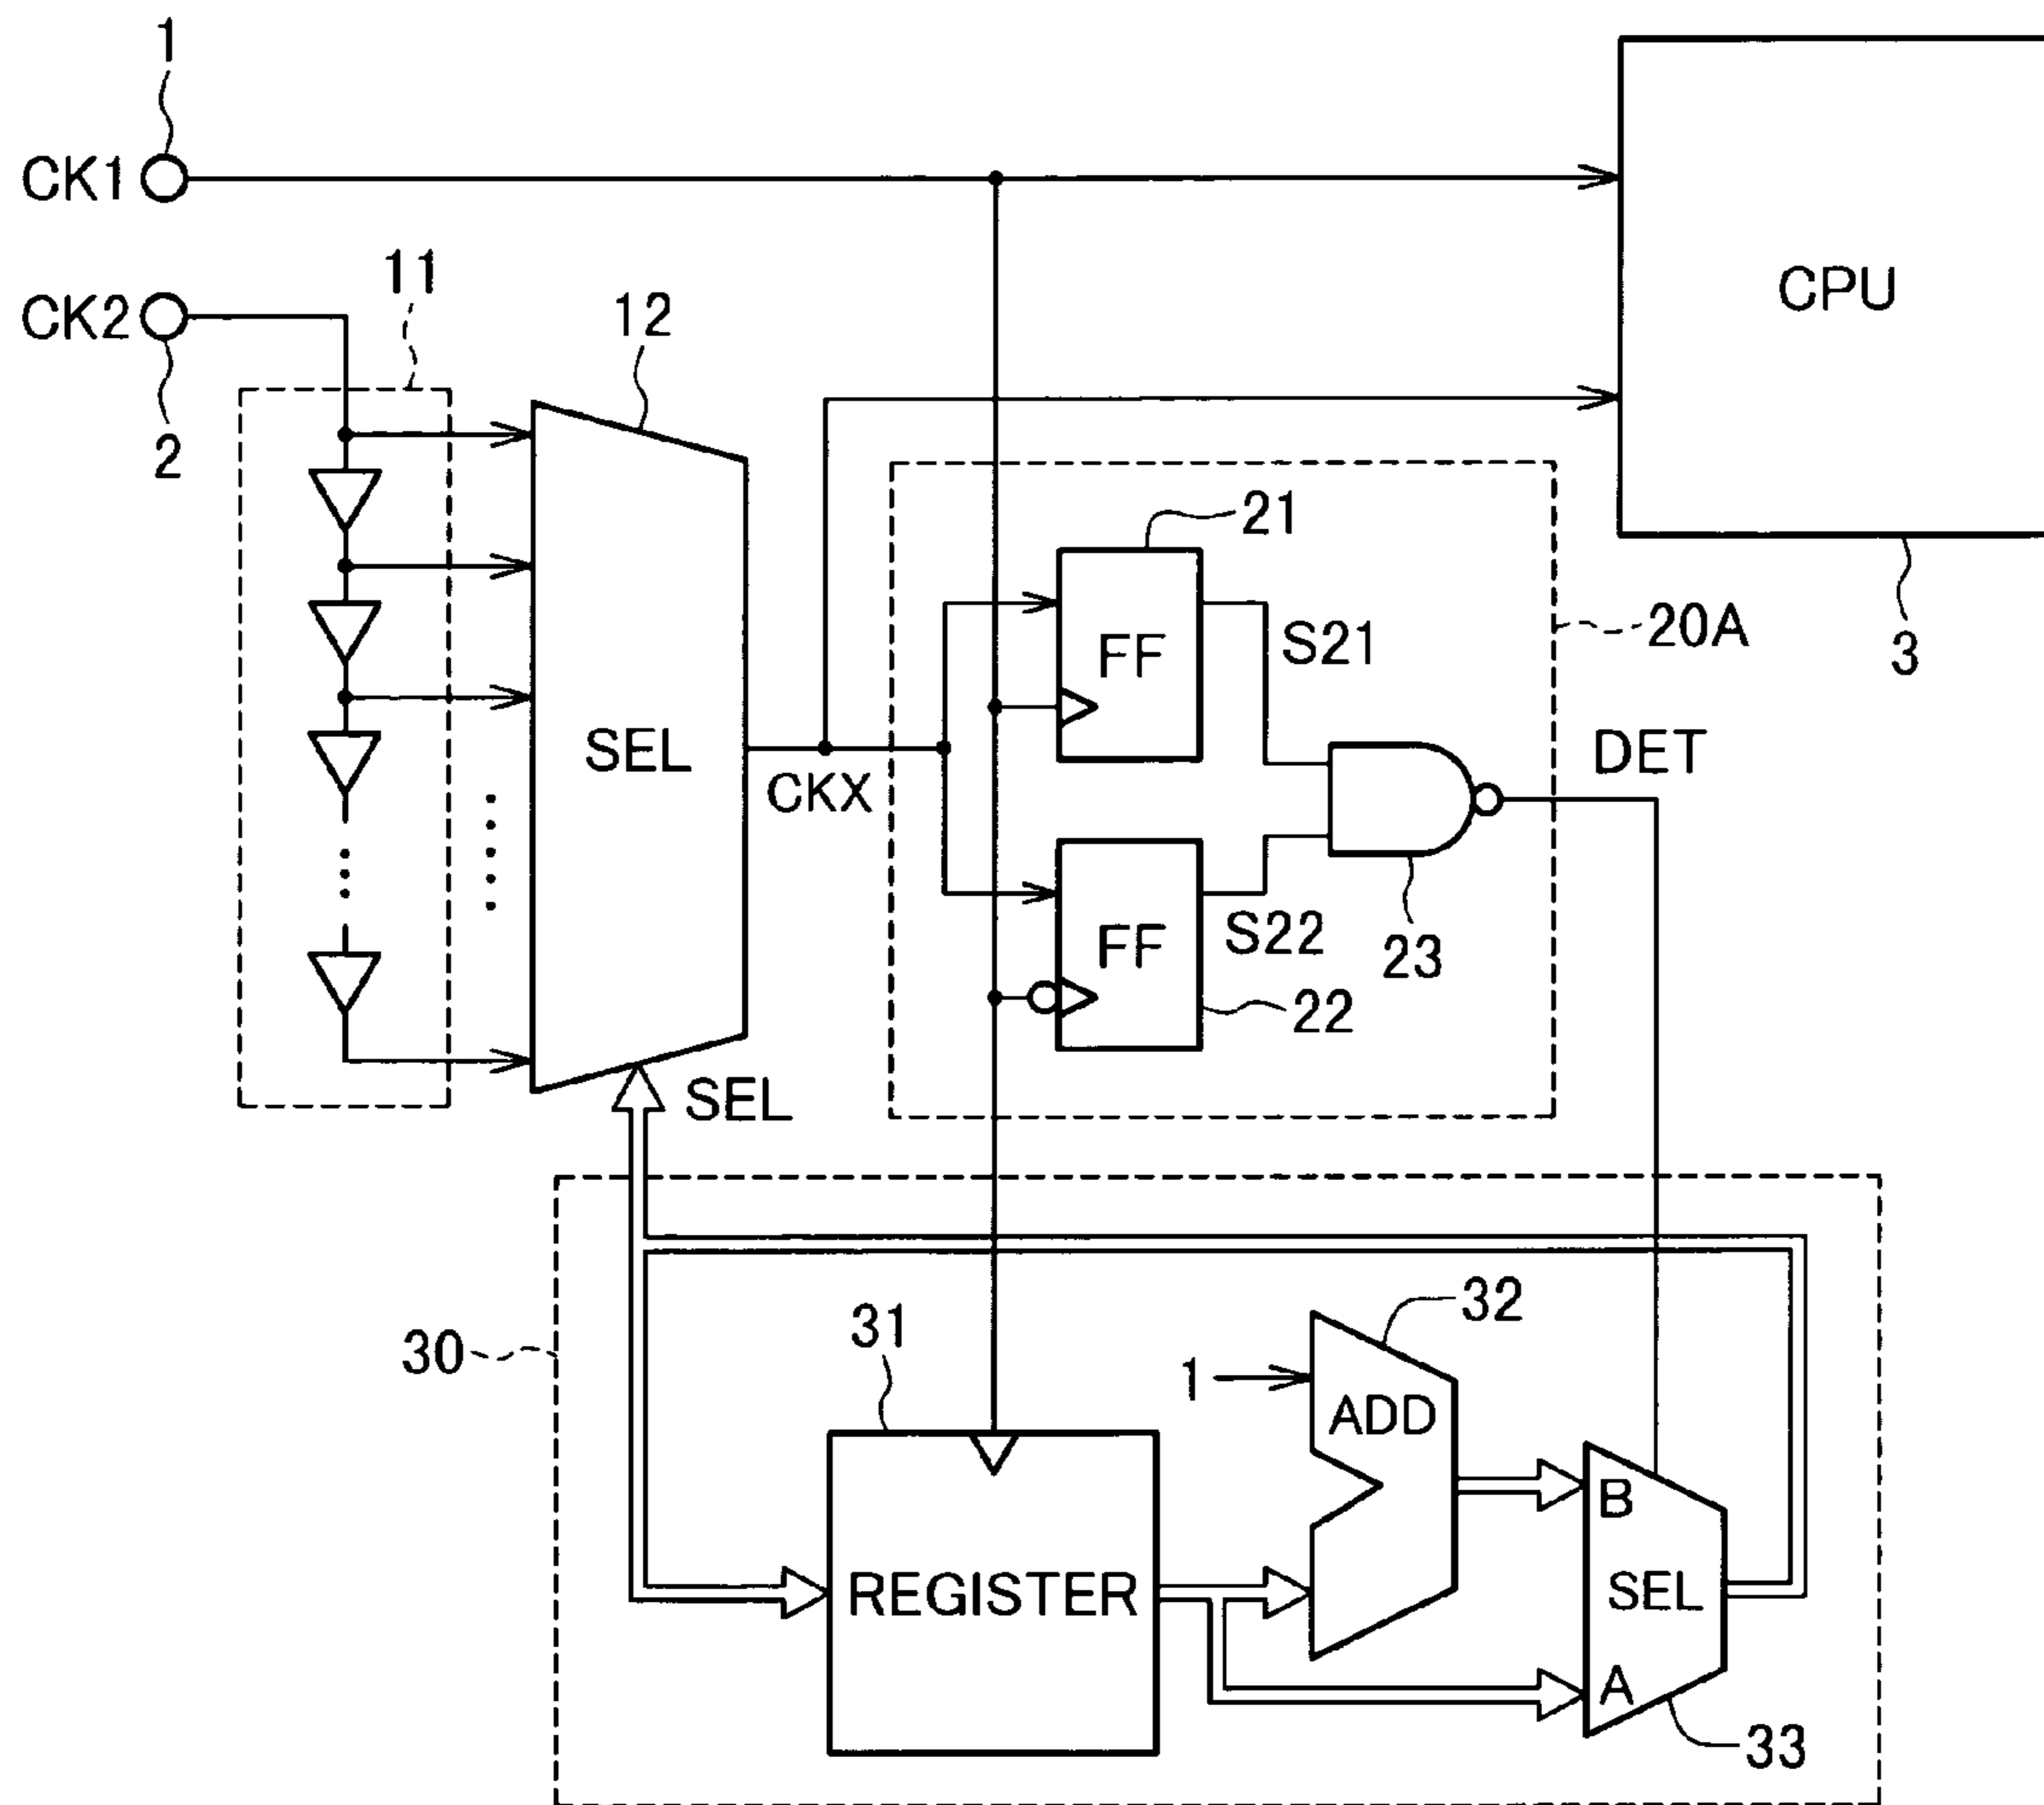 1
CK1
CPU
11
CK2
12
2
21
FF
S21
20A
3
SEL
CKX
DET
FF
S22
23
22
SEL
30
31
32
1
ADD
B
REGISTER
SEL
A
33